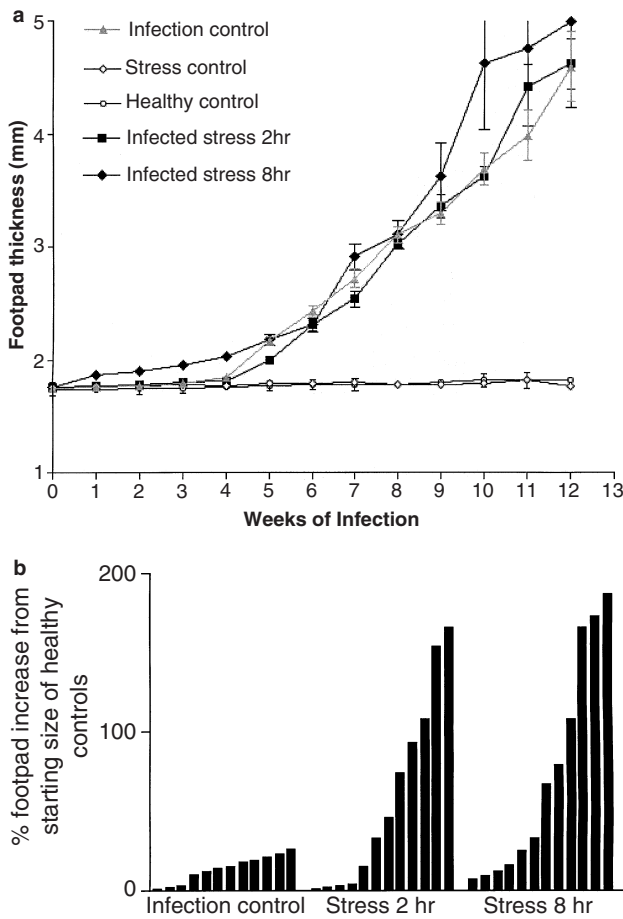 a
5
Infection control
Stress control
Healthy control
Infected stress 2hr
Infected stress 8hr
4
3
2
1
Footpad thickness (mm)
0 1 2 3 4 5 6 7 8 9 10 11 12 13
Weeks of Infection
b
200
100
0
% footpad increase from
starting size of healthy
controls
Infection control Stress 2 hr Stress 8 hr